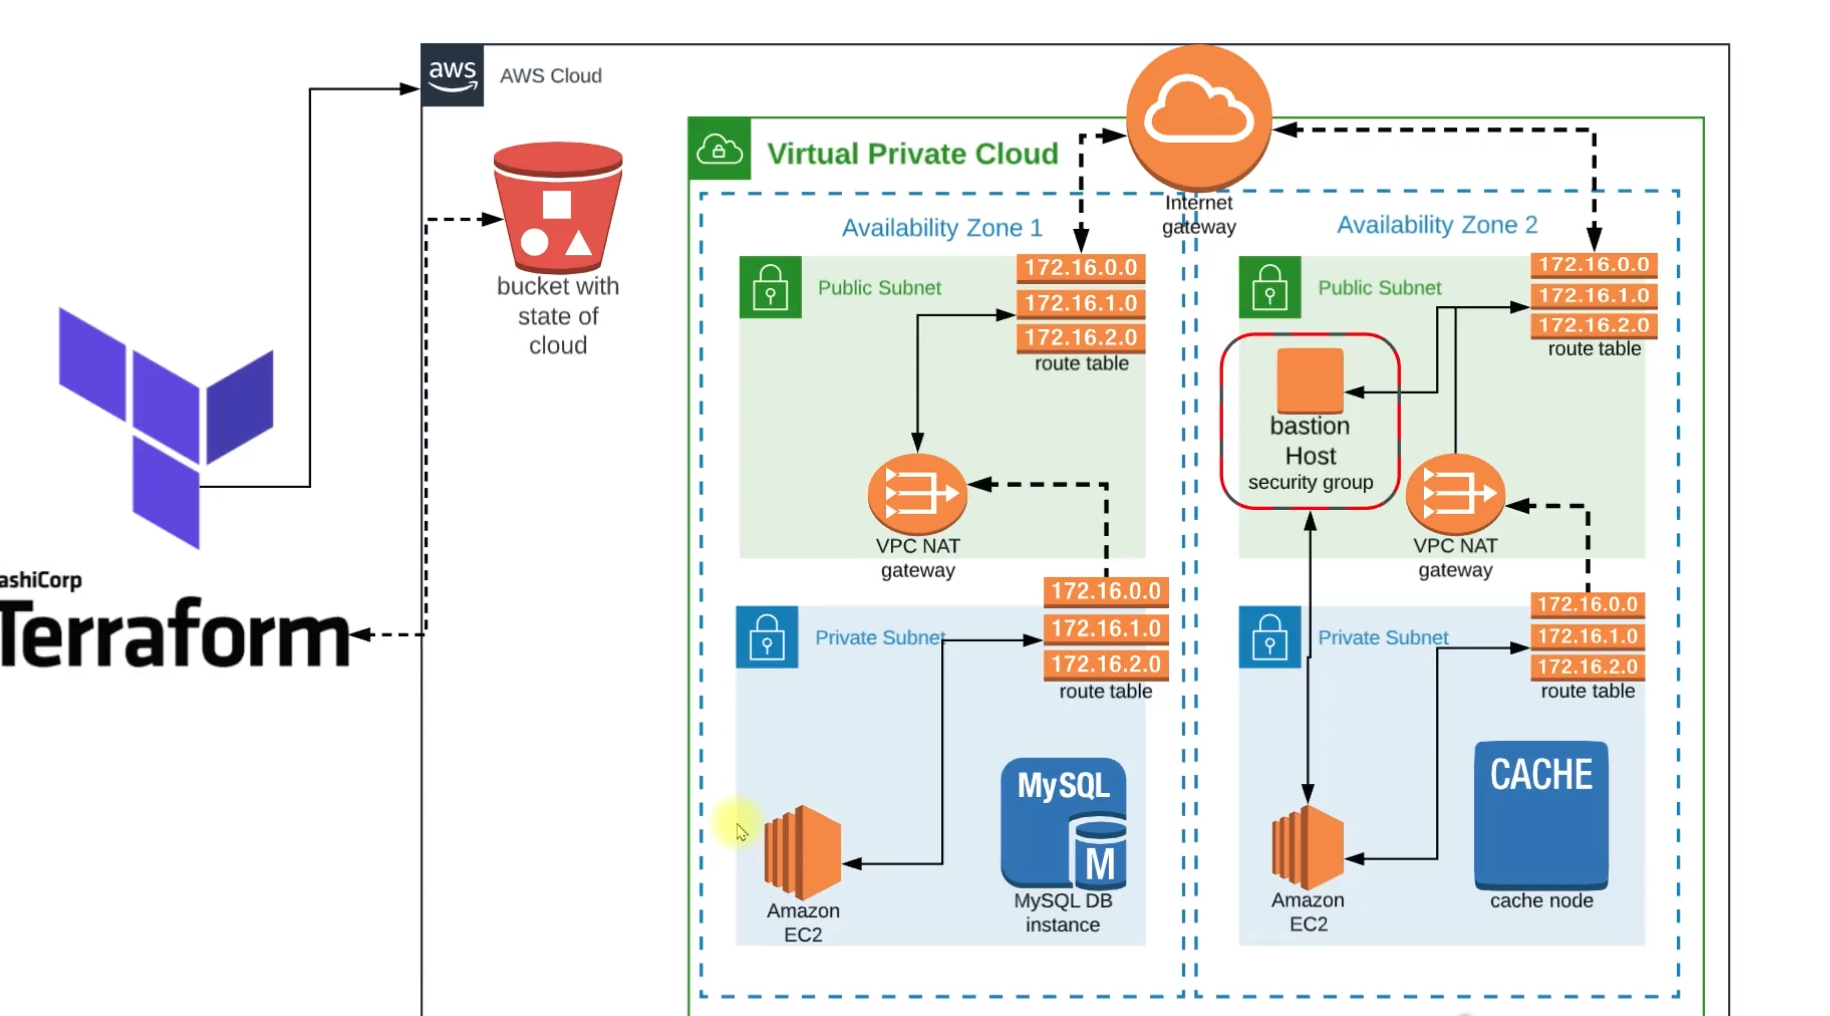 aws
AWS Cloud
bucket with
state of
cloud
ashiCorp
Terraform
Virtual Private Cloud
Internet
gateway
Availability Zone 1
Public Subnet
172.16.0.0
172.16.1.0
172.16.2.0
route table
VPC NAT
gateway
Private Subnet
172.16.0.0
172.16.1.0
172.16.2.0
route table
Amazon
EC2
MySQL
M
MySQL DB
instance
Availability Zone 2
Public Subnet
172.16.0.0
172.16.1.0
172.16.2.0
route table
bastion
Host
security group
VPC NAT
gateway
Private Subnet
172.16.0.0
172.16.1.0
172.16.2.0
route table
Amazon
EC2
CACHE
cache node